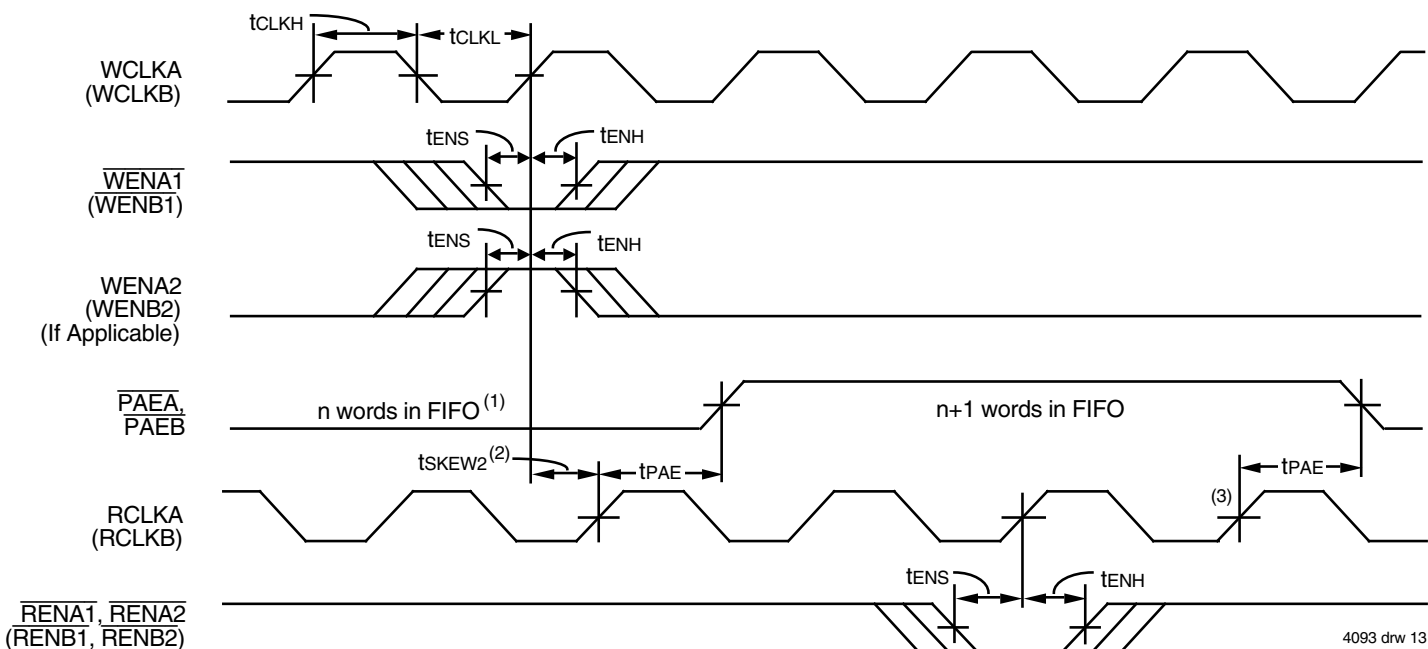 tCLKH
tCLKL
WCLKA
(WCLKB)
tENS
tENH
WENA1
(WENB1)
tENS
tENH
WENA2
(WENB2)
(If Applicable)
PAEA,
PAEB
n words in FIFO (1)
n+1 words in FIFO
tSKEW2 (2)
tPAE
tPAE
(3)
RCLKA
(RCLKB)
tENS
tENH
RENA1, RENA2
(RENB1, RENB2)
4093 drw 13